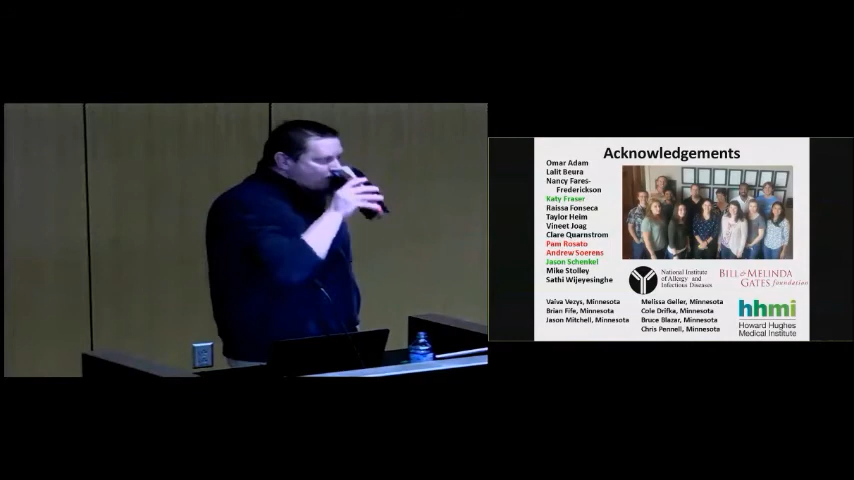 Acknowledgements
Omar Adam
Lalit Beura
Nancy Fares-
Frederickson
Katy Fraser
Raissa Fonseca
Taylor Heim
Vineet Joag
Clare Quarnstrom
Pam Rosato
Andrew Soerens
Jason Schenkel
Mike Stolley
Sathi Wijeyesinghe
National Institute
of Allergy and
Infectious Diseases
BILL & MELINDA
GATES foundation
Vaiva Vezys, Minnesota
Brian Fife, Minnesota
Jason Mitchell, Minnesota
Melissa Geller, Minnesota
Cole Drifka, Minnesota
Bruce Blazar, Minnesota
Chris Pennell, Minnesota
hhmi
Howard Hughes
Medical Institute